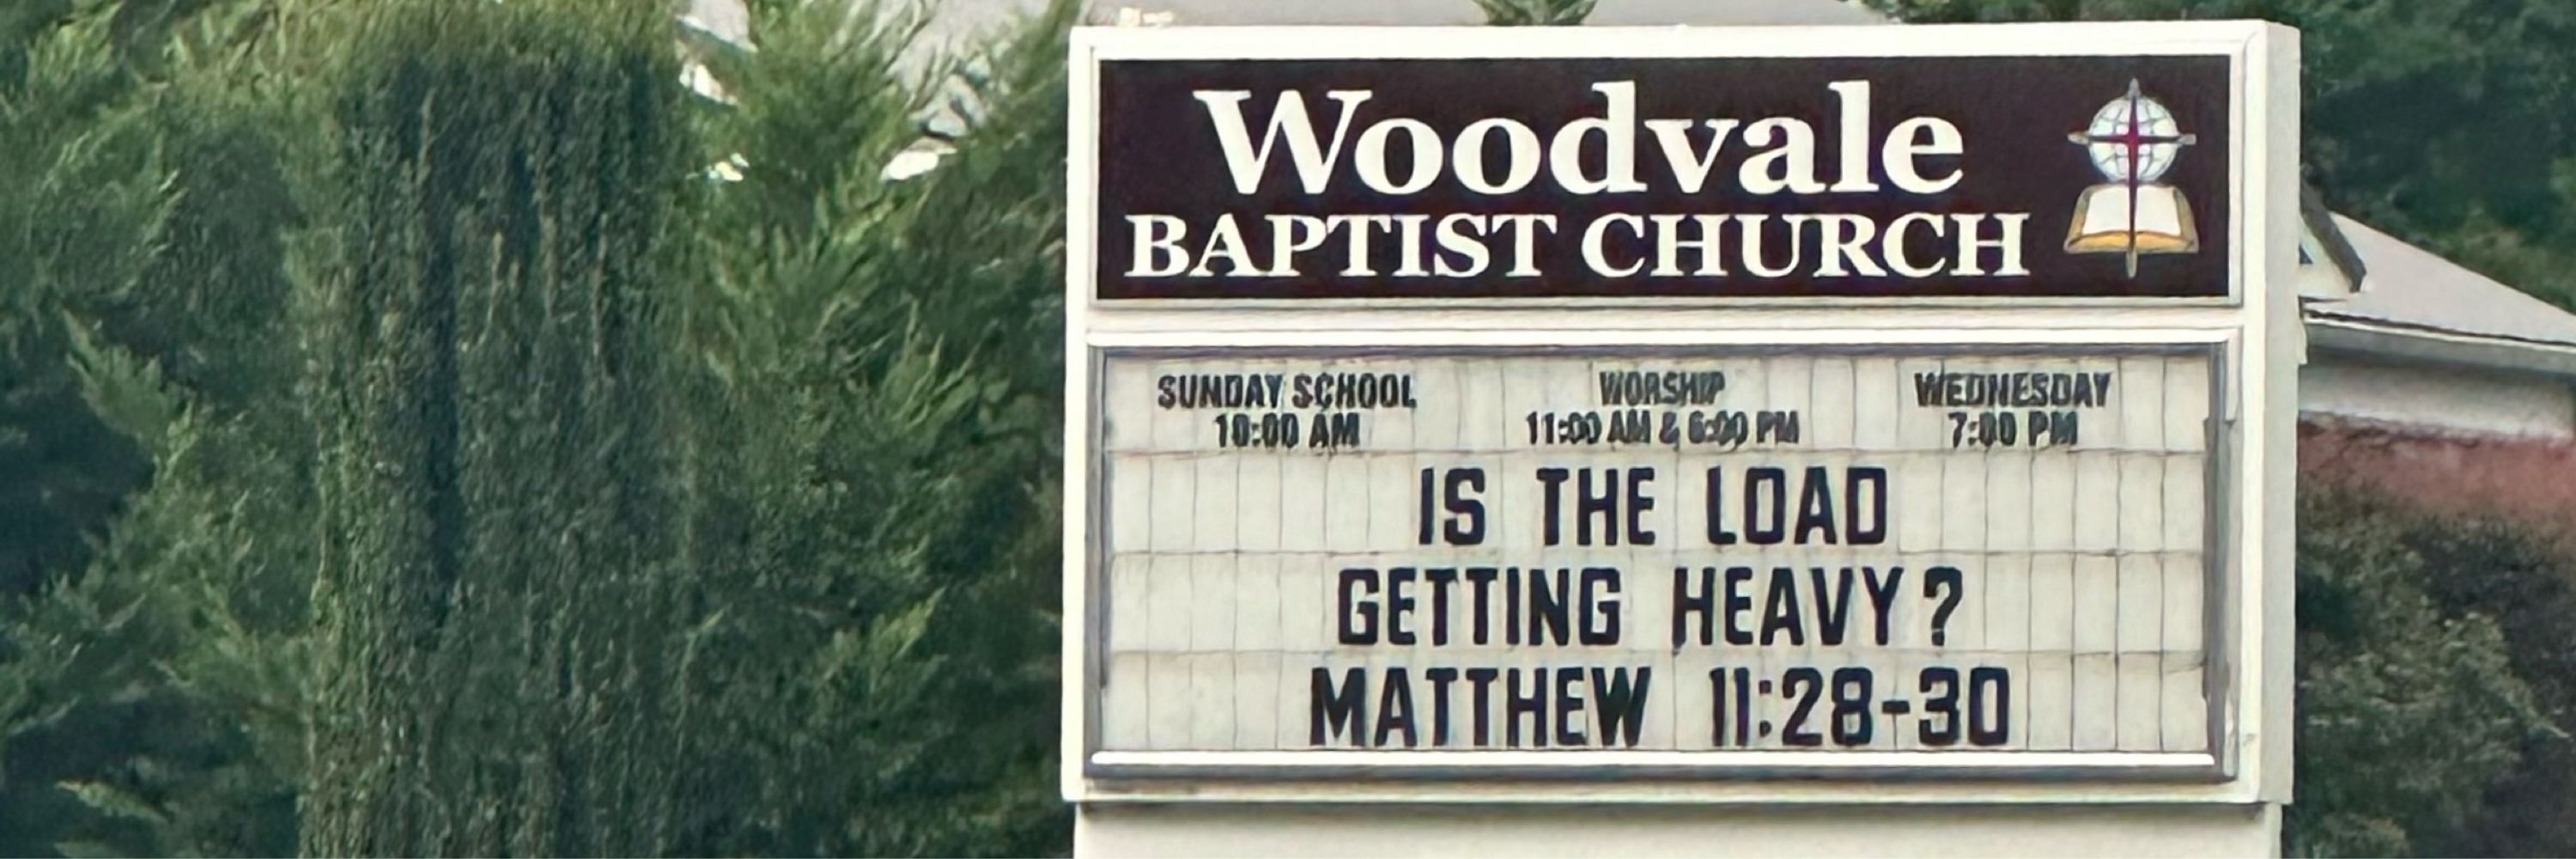 Woodvale
BAPTIST CHURCH
SUNDAY SCHOOL WORSHIP WEDNESDAY
10:00 AM 11:00 AM & 6:00 PM 7:00 PM
IS THE LOAD
GETTING HEAVY?
MATTHEW 11:28-30